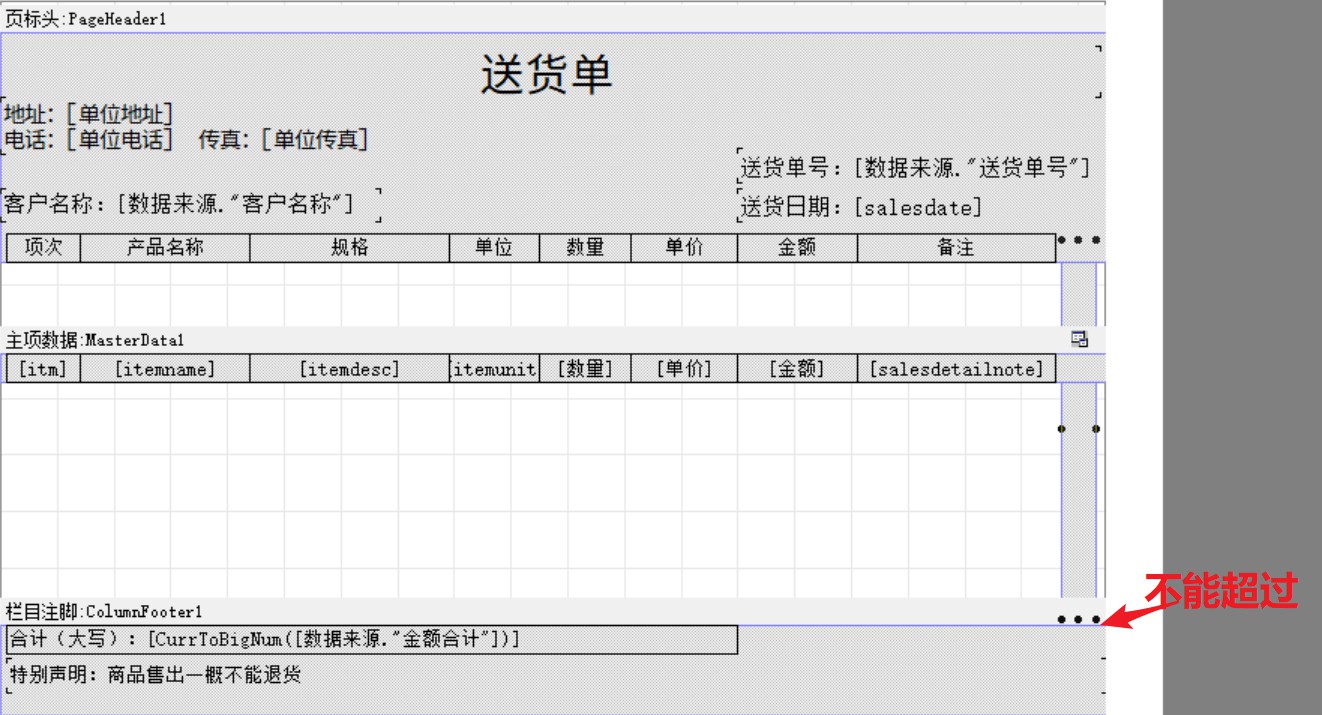 页标头:PageHeader1
送货单
地址: [单位地址]
电话: [单位电话] 传真: [单位传真]
送货单号: [数据来源."送货单号"]
客户名称: [数据来源."客户名称"]
送货日期: [salesdate]
项次 产品名称 规格 单位 数量 单价 金额 备注
主项数据:MasterData1
[itm] [itemname] [itemdesc] [itemunit [数量] [单价] [金额] [salesdetailnote]
不能超过
栏目注脚:ColumnFooter1
合计（大写）: [CurrToBigNum([数据来源."金额合计"])]
特别声明: 商品售出一概不能退货